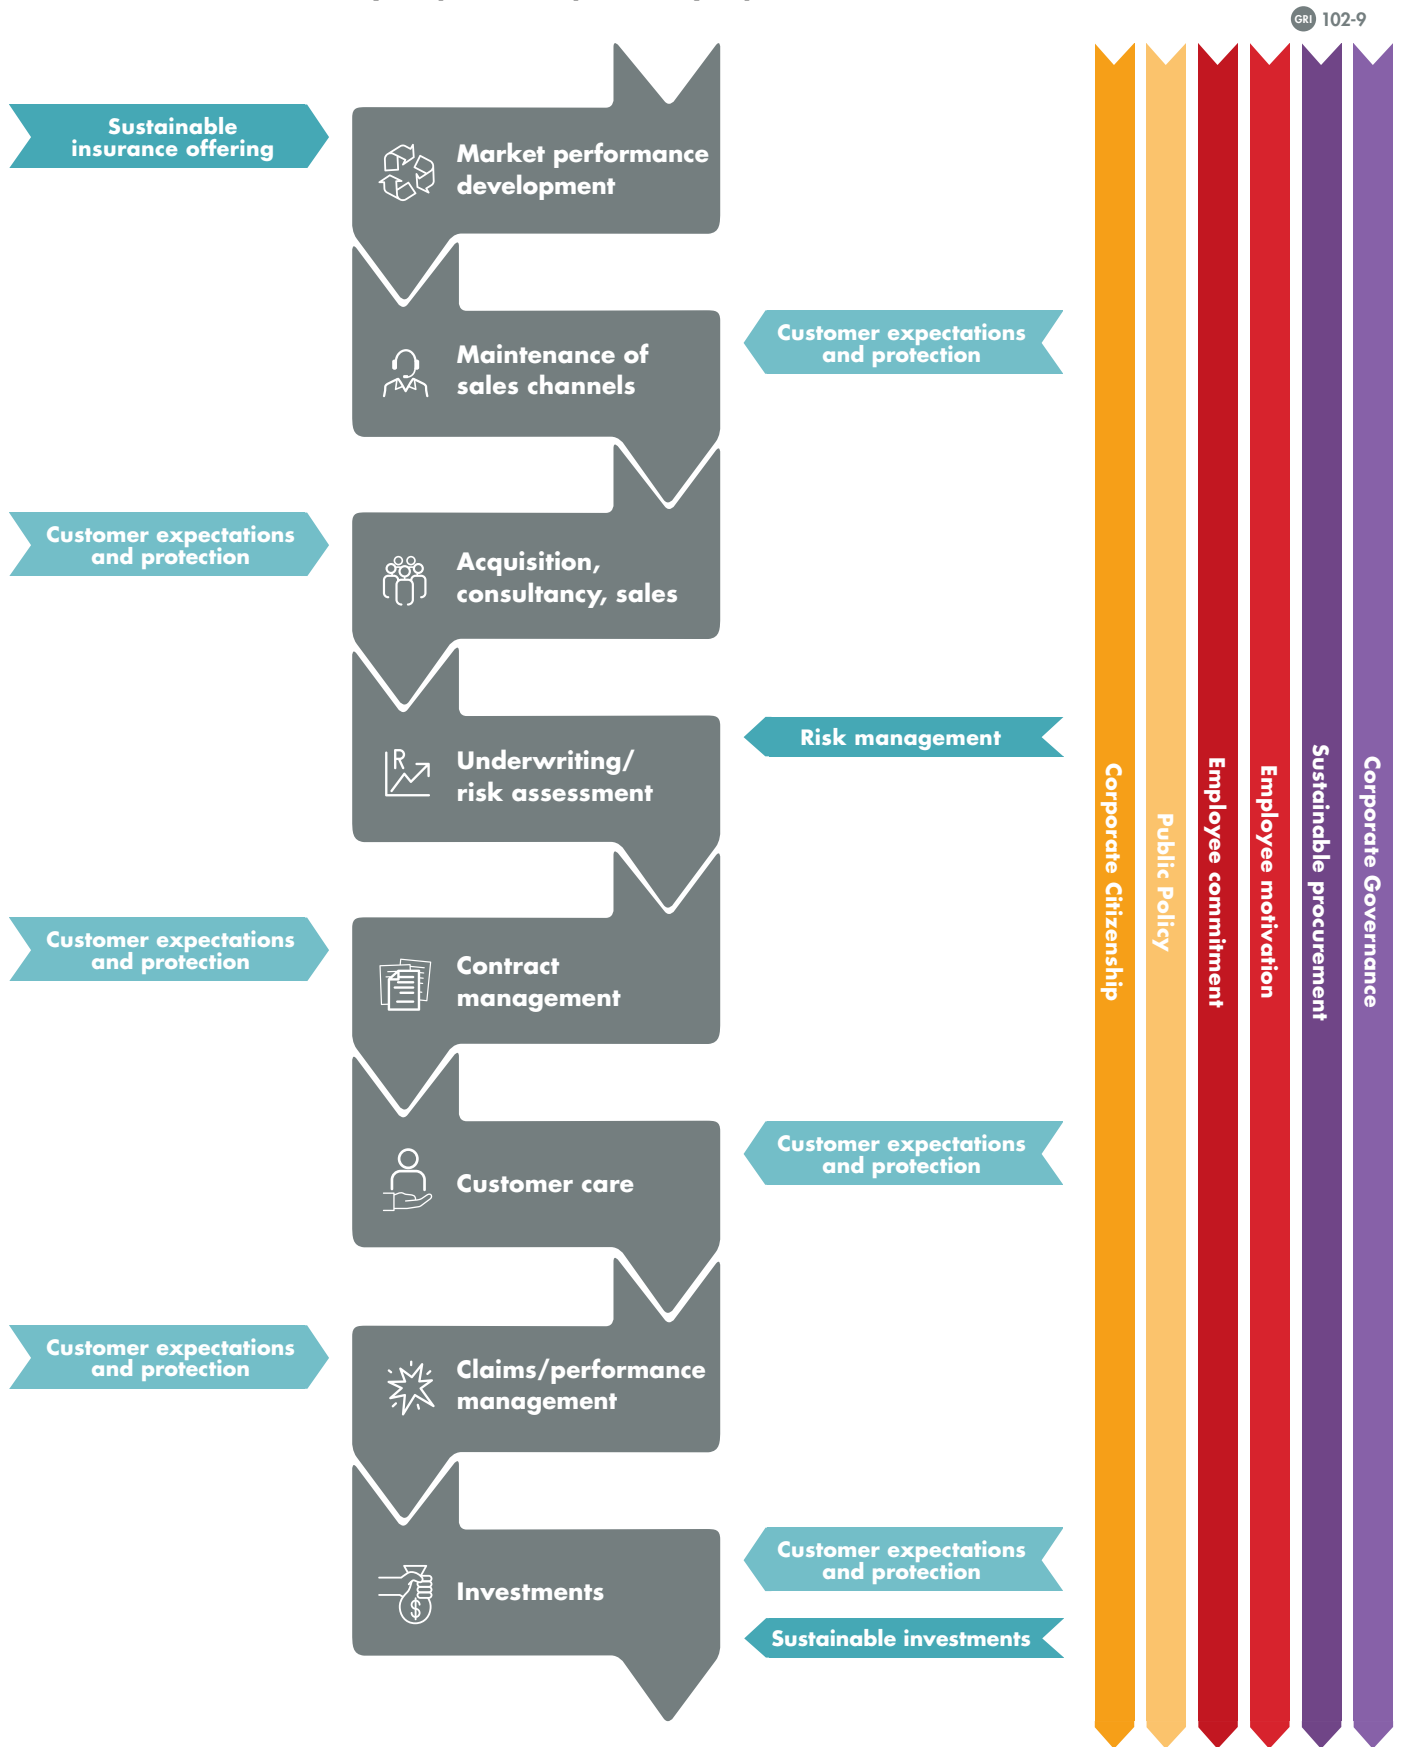 GRI 102-9
Sustainable
insurance offering
Market performance
development
Maintenance of
sales channels
Customer expectations
and protection
Customer expectations
and protection
Acquisition,
consultancy, sales
Underwriting/
risk assessment
R
Risk management
Customer expectations
and protection
Contract
management
Customer care
Customer expectations
and protection
Customer expectations
and protection
Claims/performance
management
Investments
$
Customer expectations
and protection
Sustainable investments
Corporate Citizenship
Public Policy
Employee commitment
Employee motivation
Sustainable procurement
Corporate Governance